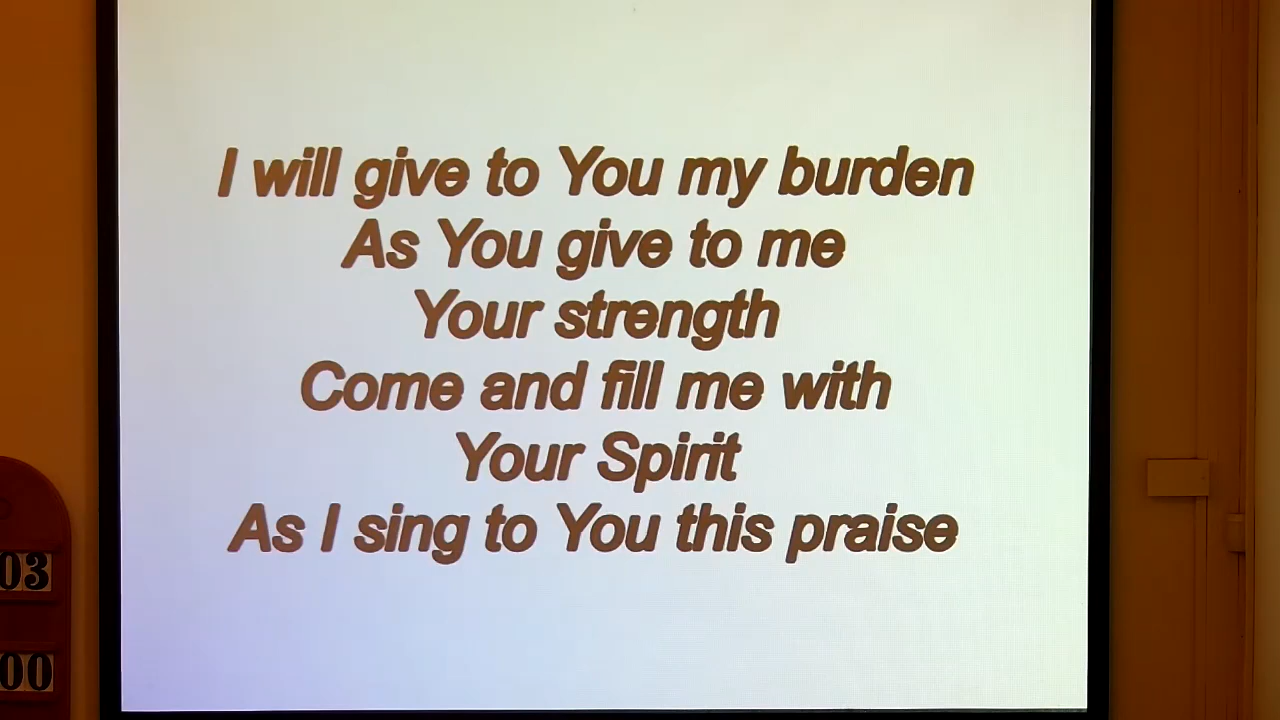 I will give to You my burden
As You give to me
Your strength
Come and fill me with
Your Spirit
As I sing to You this praise
03
00